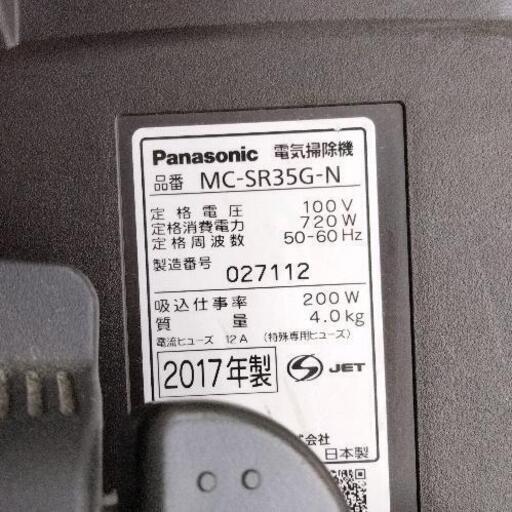 Panasonic 電気掃除機
品番 MC-SR35G-N
定格電圧 100V
定格消費電力 720W
定格周波数 50-60Hz
製造番号 027112
吸込仕事率 200W
質量 4.0kg
電流ヒューズ 12A (特殊専用ヒューズ)
2017年製 S JET
式会社
日本製